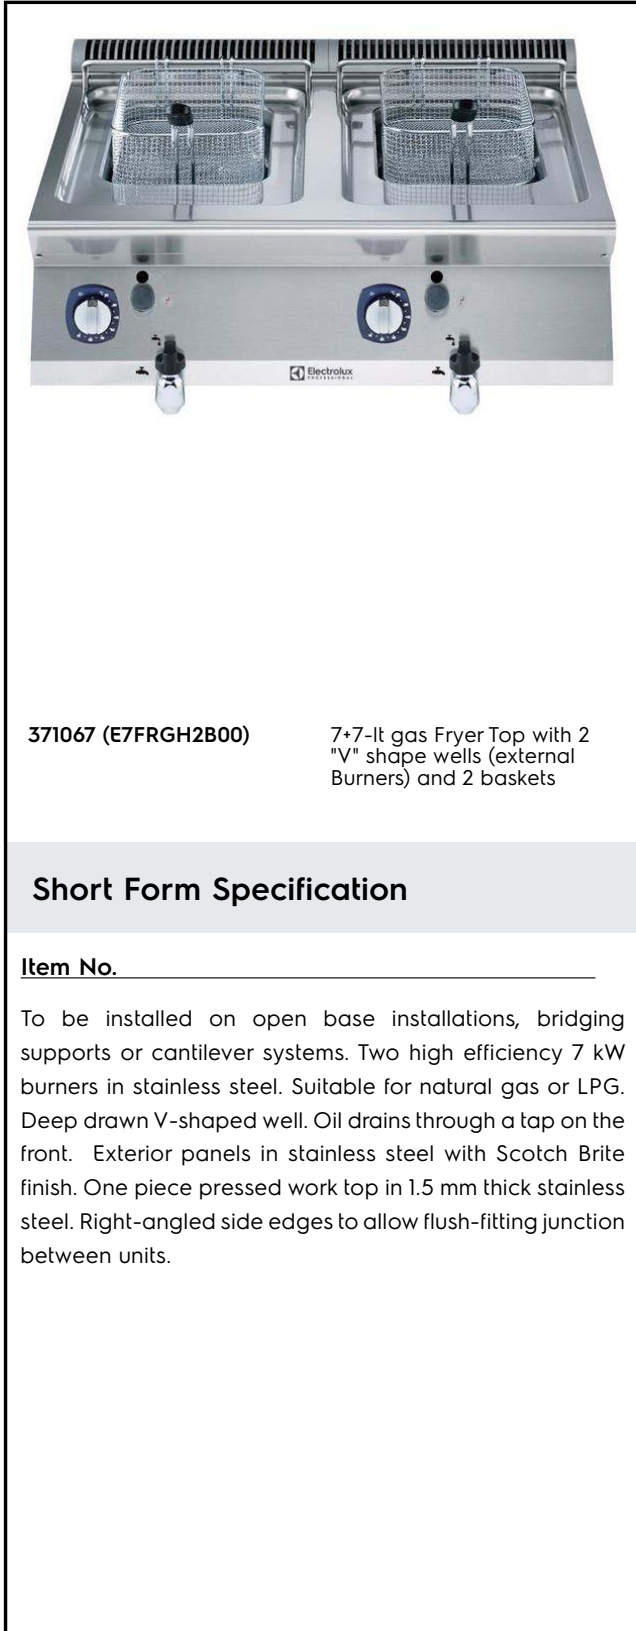 Electrolux
PROFESSIONAL
371067 (E7FRGH2B00)
7+7-lt gas Fryer Top with 2
"V" shape wells (external
Burners) and 2 baskets
Short Form Specification
Item No.
To be installed on open base installations, bridging
supports or cantilever systems. Two high efficiency 7 kW
burners in stainless steel. Suitable for natural gas or LPG.
Deep drawn V-shaped well. Oil drains through a tap on the
front. Exterior panels in stainless steel with Scotch Brite
finish. One piece pressed work top in 1.5 mm thick stainless
steel. Right-angled side edges to allow flush-fitting junction
between units.